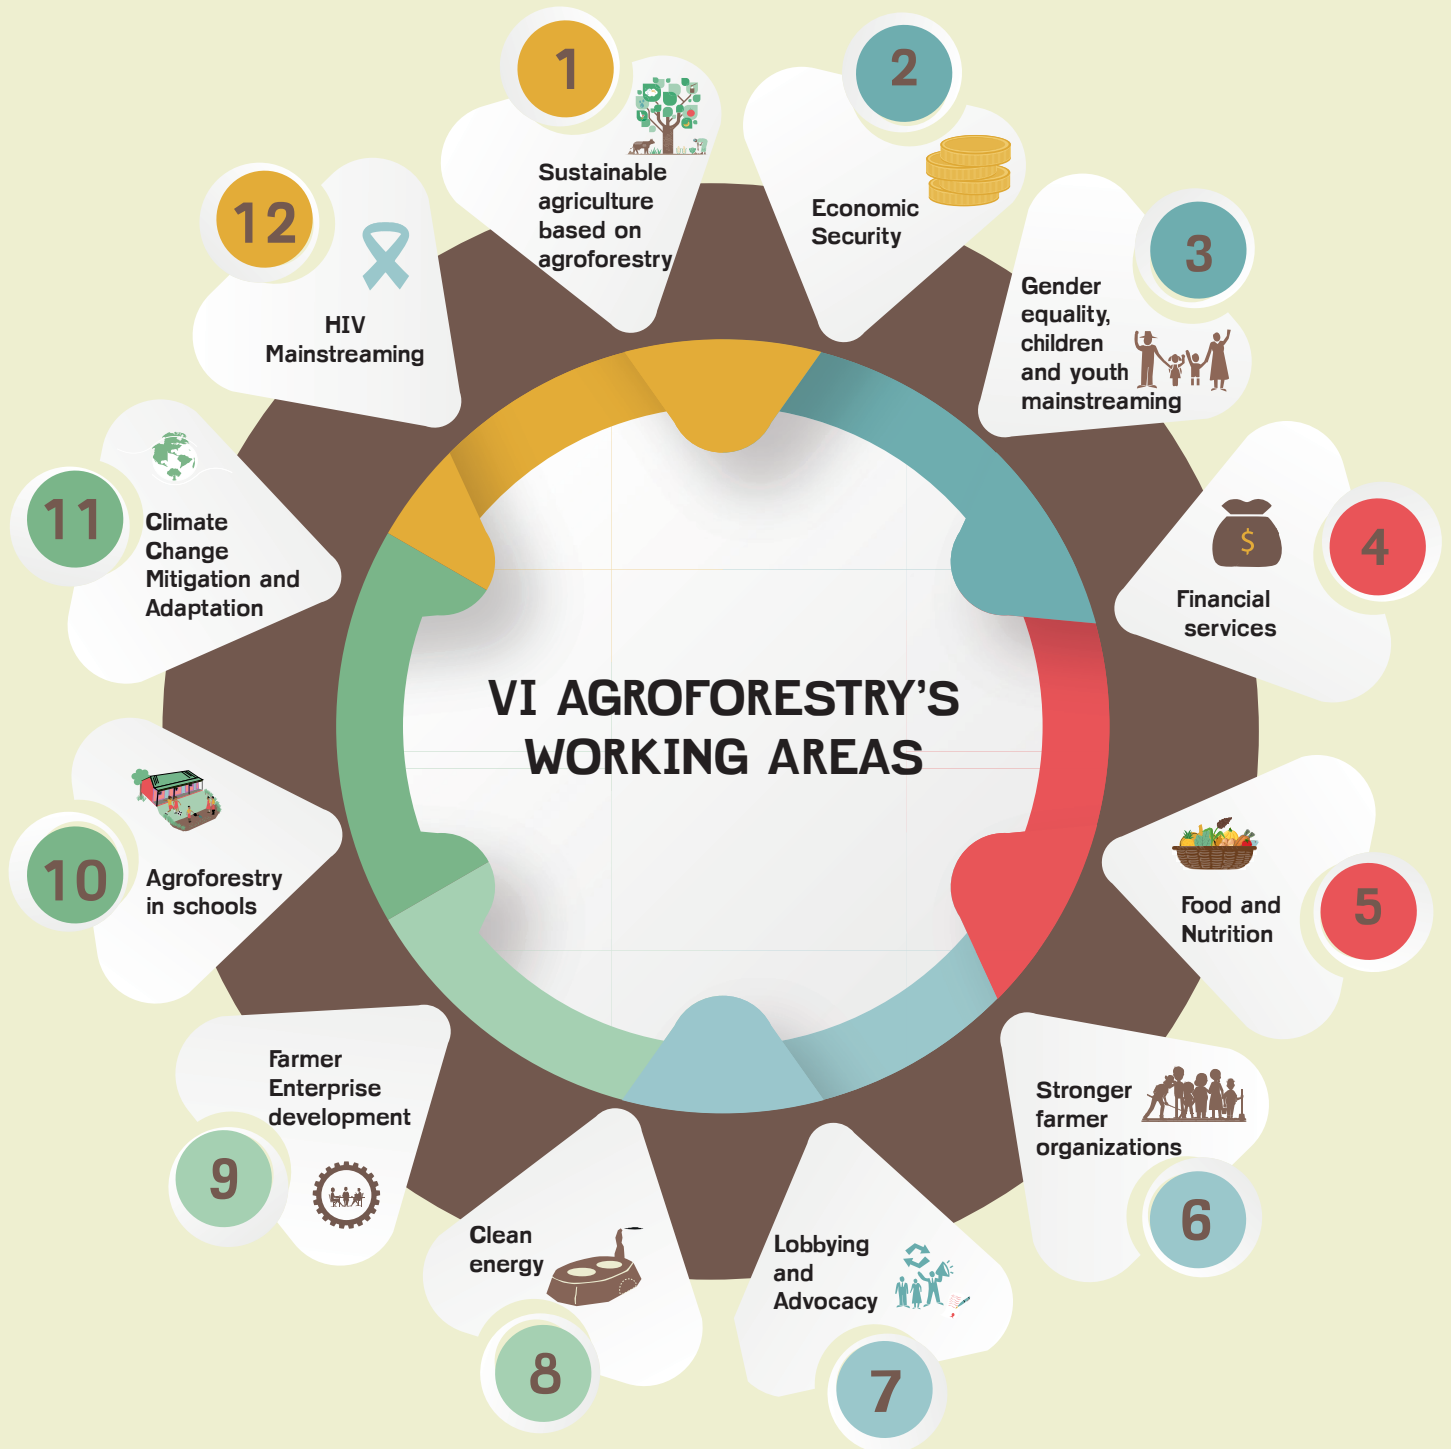 VI AGROFORESTRY'S
WORKING AREAS
1
Sustainable
agriculture
based on
agroforestry
2
Economic
Security
3
Gender
equality,
children
and youth
mainstreaming
4
$
Financial
services
5
Food and
Nutrition
6
Stronger
farmer
organizations
7
Lobbying
and
Advocacy
8
Clean
energy
9
Farmer
Enterprise
development
10
Agroforestry
in schools
11
Climate
Change
Mitigation and
Adaptation
12
HIV
Mainstreaming